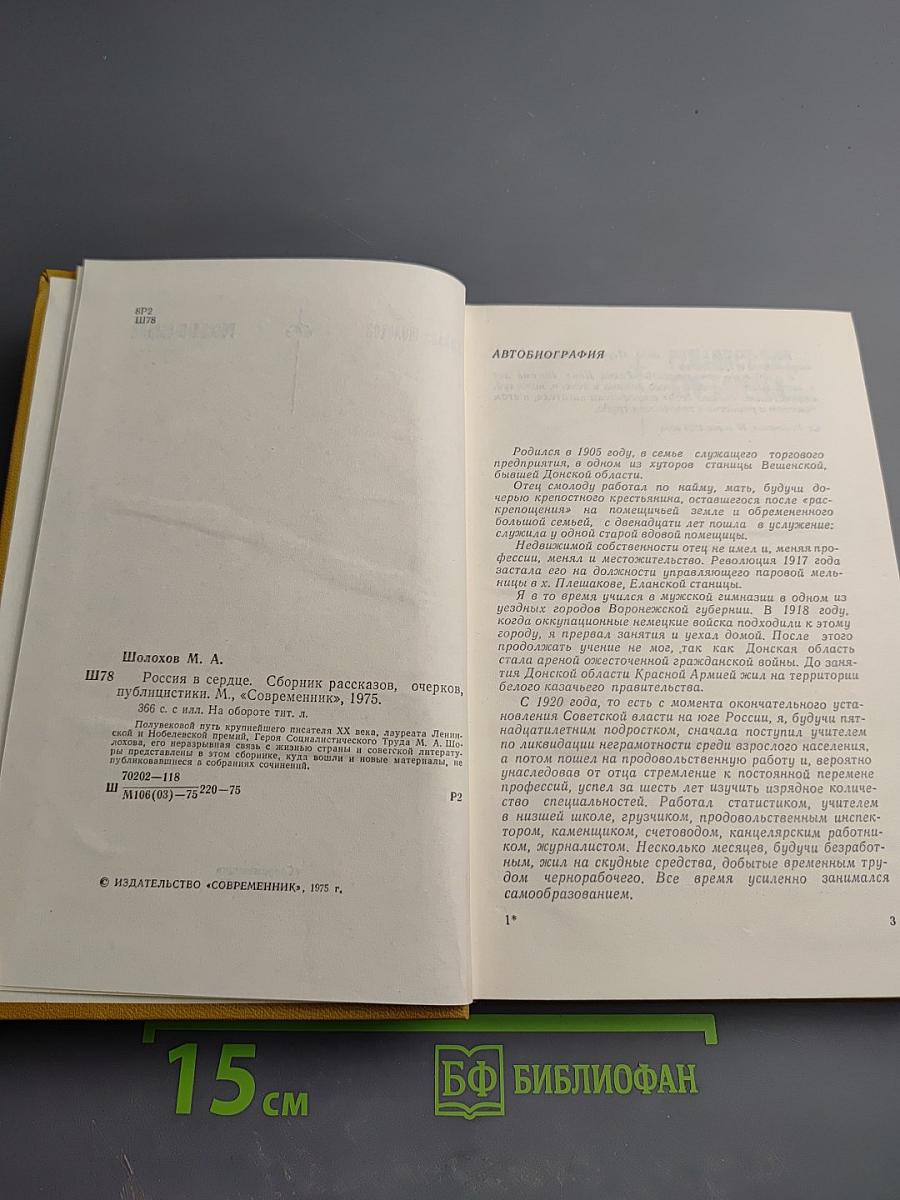 8Р2
Ш78
Шолохов М. А.
Ш78 Россия в сердце. Сборник рассказов, очерков,
публицистики. М., «Современник», 1975.
366 с. с илл. На обороте тит. л.
Полувековой путь крупнейшего писателя XX века, лауреата Ленин-
ской и Нобелевской премий, Героя Социалистического Труда М. А. Шо-
лохова, его неразрывная связь с жизнью страны и советской литерату-
ры представлены в этом сборнике, куда вошли и новые материалы, не
публиковавшиеся в собраниях сочинений.
70202—118
Ш 220—75
М106(03)—75
Р2
© ИЗДАТЕЛЬСТВО «СОВРЕМЕННИК», 1975 г.
АВТОБИОГРАФИЯ
Родился в 1905 году, в семье служащего торгового
предприятия, в одном из хуторов станицы Вешенской,
бывшей Донской области.
Отец смолоду работал по найму, мать, будучи до-
черью крепостного крестьянина, оставшегося после «рас-
крепощения» на помещичьей земле и обремененного
большой семьей, с двенадцати лет пошла в услужение:
служила у одной старой вдовой помещицы.
Недвижимой собственности отец не имел и, меняя про-
фессии, менял и местожительство. Революция 1917 года
застала его на должности управляющего паровой мель-
ницы в х. Плешакове, Еланской станицы.
Я в то время учился в мужской гимназии в одном из
уездных городов Воронежской губернии. В 1918 году,
когда оккупационные немецкие войска подходили к этому
городу, я прервал занятия и уехал домой. После этого
продолжать учение не мог, так как Донская область
стала ареной ожесточенной гражданской войны. До заня-
тия Донской области Красной Армией жил на территории
белого казачьего правительства.
С 1920 года, то есть с момента окончательного уста-
новления Советской власти на юге России, я, будучи пят-
надцатилетним подростком, сначала поступил учителем
по ликвидации неграмотности среди взрослого населения,
а потом пошел на продовольственную работу и, вероятно
унаследовав от отца стремление к постоянной перемене
профессий, успел за шесть лет изучить изрядное количе-
ство специальностей. Работал статистиком, учителем
в низшей школе, грузчиком, продовольственным инспек-
тором, каменщиком, счетоводом, канцелярским работни-
ком, журналистом. Несколько месяцев, будучи безработ-
ным, жил на скудные средства, добытые временным тру-
дом чернорабочего. Все время усиленно занимался
самообразованием.
1*
3
15 см
БФ БИБЛИОФАН